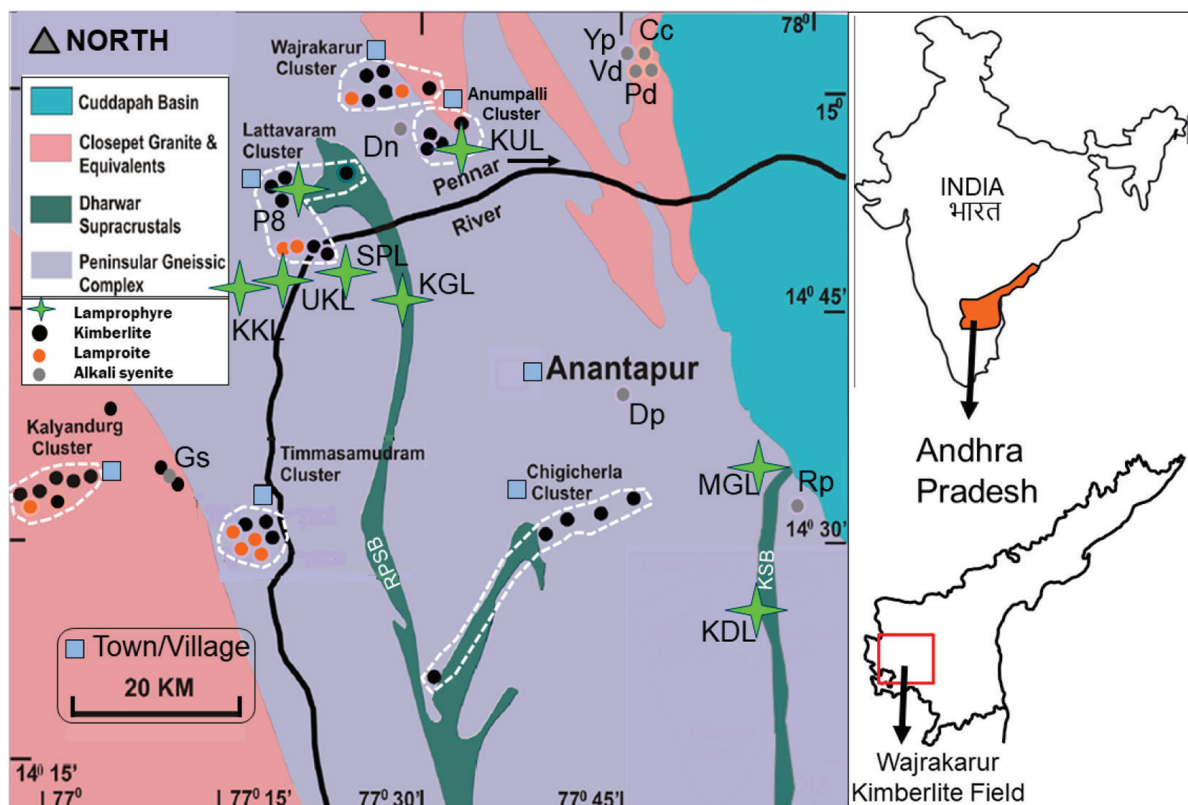 NORTH
Cuddapah Basin
Closepet Granite &
Equivalents
Dharwar
Supracrustals
Peninsular Gneissic
Complex
Lamprophyre
Kimberlite
Lamproite
Alkali syenite
Wajrakarur
Cluster
Anumpalli
Cluster
Lattavaram
Cluster
Dn
KUL
Pennar
River
P8
SPL
UKL
KKL
KGL
Yp
Cc
Vd
Pd
78⁰
15⁰
14⁰ 45'
Anantapur
Dp
Kalyandurg
Cluster
Gs
Timmasamudram
Cluster
Chigicherla
Cluster
MGL
Rp
14⁰ 30'
RPSB
KSB
KDL
Town/Village
20 KM
14⁰ 15'
77⁰
77⁰ 15'
77⁰ 30'
77⁰ 45'
INDIA
भारत
Andhra
Pradesh
Wajrakarur
Kimberlite Field